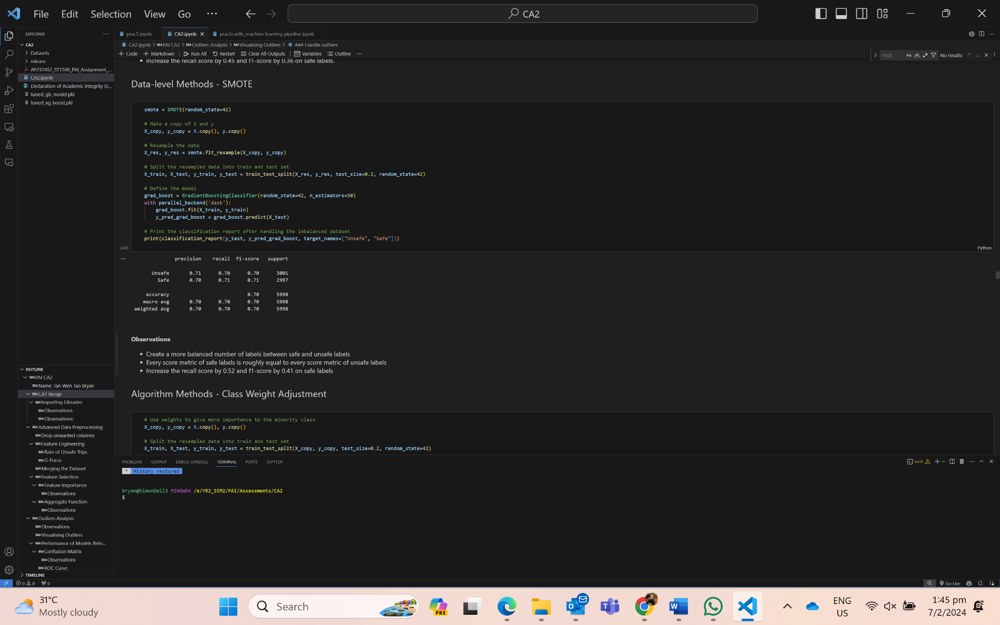 File Edit Selection View Go ··· CA2
EXPLORER ···
CA2
Datasets
mlruns
AY2324S2_ST1508_PAI_Assignment_...
CA2.ipynb
Declaration of Academic Integrity (S...
tuned_gb_model.pkl
tuned_xg_boost.pkl
prac5.ipynb CA2.ipynb practical4b_machine learning pipeline.ipynb
CA2.ipynb > M↓PAI CA2 > M↓Outliers Analysis > M↓Visualising Outliers > ### Handle outliers
+ Code + Markdown Run All Restart Clear All Outputs Variables Outline ···
Find Aa ab No results
• Increase the recall score by 0.45 and f1-score by 0.36 on safe labels.
Data-level Methods - SMOTE
smote = SMOTE(random_state=42)
# Make a copy of X and y
X_copy, y_copy = X.copy(), y.copy()
# Resample the data
X_res, y_res = smote.fit_resample(X_copy, y_copy)
# Split the resampled data into train and test set
X_train, X_test, y_train, y_test = train_test_split(X_res, y_res, test_size=0.2, random_state=42)
# Define the model
grad_boost = GradientBoostingClassifier(random_state=42, n_estimators=50)
with parallel_backend('dask'):
grad_boost.fit(X_train, y_train)
y_pred_grad_boost = grad_boost.predict(X_test)
# Print the classification report after handling the imbalanced dataset
print(classification_report(y_test, y_pred_grad_boost, target_names=["Unsafe", "Safe"]))
[26] Python
··· precision recall f1-score support
Unsafe 0.71 0.70 0.70 3001
Safe 0.70 0.71 0.71 2997
accuracy 0.70 5998
macro avg 0.70 0.70 0.70 5998
weighted avg 0.70 0.70 0.70 5998
Observations
• Create a more balanced number of labels between safe and unsafe labels
• Every score metric of safe labels is roughly equal to every score metric of unsafe labels
• Increase the recall score by 0.52 and f1-score by 0.41 on safe labels
Algorithm Methods - Class Weight Adjustment
# Use weights to give more importance to the minority class
X_copy, y_copy = X.copy(), y.copy()
# Split the resampled data into train and test set
X_train, X_test, y_train, y_test = train_test_split(X_copy, y_copy, test_size=0.2, random_state=42)
OUTLINE
M↓PAI CA2
M↓Name: Tan Wen Tao Bryan
M↓CA1 Recap
M↓Importing Libraries
M↓Observations
M↓Observations:
M↓Advanced Data Preprocessing
M↓Drop unwanted columns
M↓Feature Engineering
M↓Rate of Unsafe Trips
M↓G-Force
M↓Merging the Dataset
M↓Feature Selection
M↓Feature Importance
M↓Observations
M↓Aggregate Function
M↓Observations
M↓Outliers Analysis
M↓Observations
M↓Visualising Outliers
M↓Performance of Models Befo...
M↓Confusion Matrix
M↓Observations
M↓ROC Curve
TIMELINE
PROBLEMS OUTPUT DEBUG CONSOLE TERMINAL PORTS JUPYTER bash
* History restored
bryan@SimonDell3 MINGW64 /e/YR2_SEM2/PAI/Assessments/CA2
$
0 0 0 Go Live
31°C
Mostly cloudy
Search
PRE
ENG
US
1:45 pm
7/2/2024